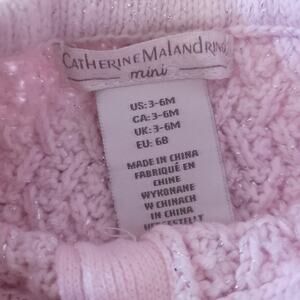 CATHERINE MALANDRINO
mini
US: 3-6M
CA: 3-6M
UK: 3-6M
EU: 68
MADE IN CHINA
FABRIQUÉ EN
CHINE
WYKONANE
W CHINACH
IN CHINA
HERGESTELLT